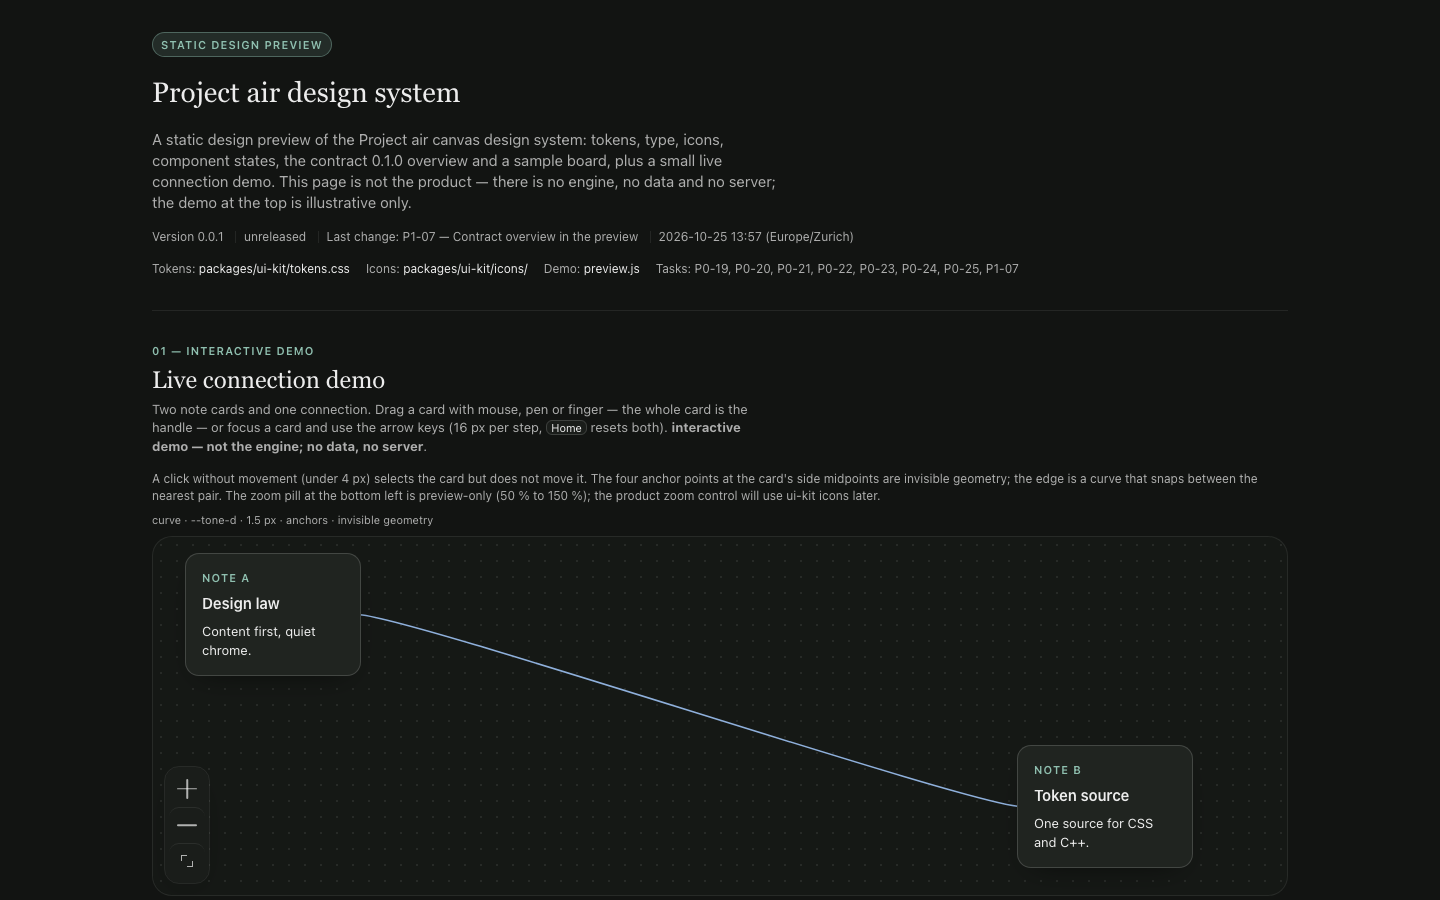 STATIC DESIGN PREVIEW
Project air design system
A static design preview of the Project air canvas design system: tokens, type, icons,
component states, the contract 0.1.0 overview and a sample board, plus a small live
connection demo. This page is not the product — there is no engine, no data and no server;
the demo at the top is illustrative only.
Version 0.0.1 unreleased Last change: P1-07 — Contract overview in the preview 2026-10-25 13:57 (Europe/Zurich)
Tokens: packages/ui-kit/tokens.css Icons: packages/ui-kit/icons/ Demo: preview.js Tasks: P0-19, P0-20, P0-21, P0-22, P0-23, P0-24, P0-25, P1-07
01 — INTERACTIVE DEMO
Live connection demo
Two note cards and one connection. Drag a card with mouse, pen or finger — the whole card is the
handle — or focus a card and use the arrow keys (16 px per step, Home resets both). interactive
demo — not the engine; no data, no server.
A click without movement (under 4 px) selects the card but does not move it. The four anchor points at the card's side midpoints are invisible geometry; the edge is a curve that snaps between the
nearest pair. The zoom pill at the bottom left is preview-only (50 % to 150 %); the product zoom control will use ui-kit icons later.
curve · --tone-d · 1.5 px · anchors · invisible geometry
NOTE A
Design law
Content first, quiet
chrome.
NOTE B
Token source
One source for CSS
and C++.